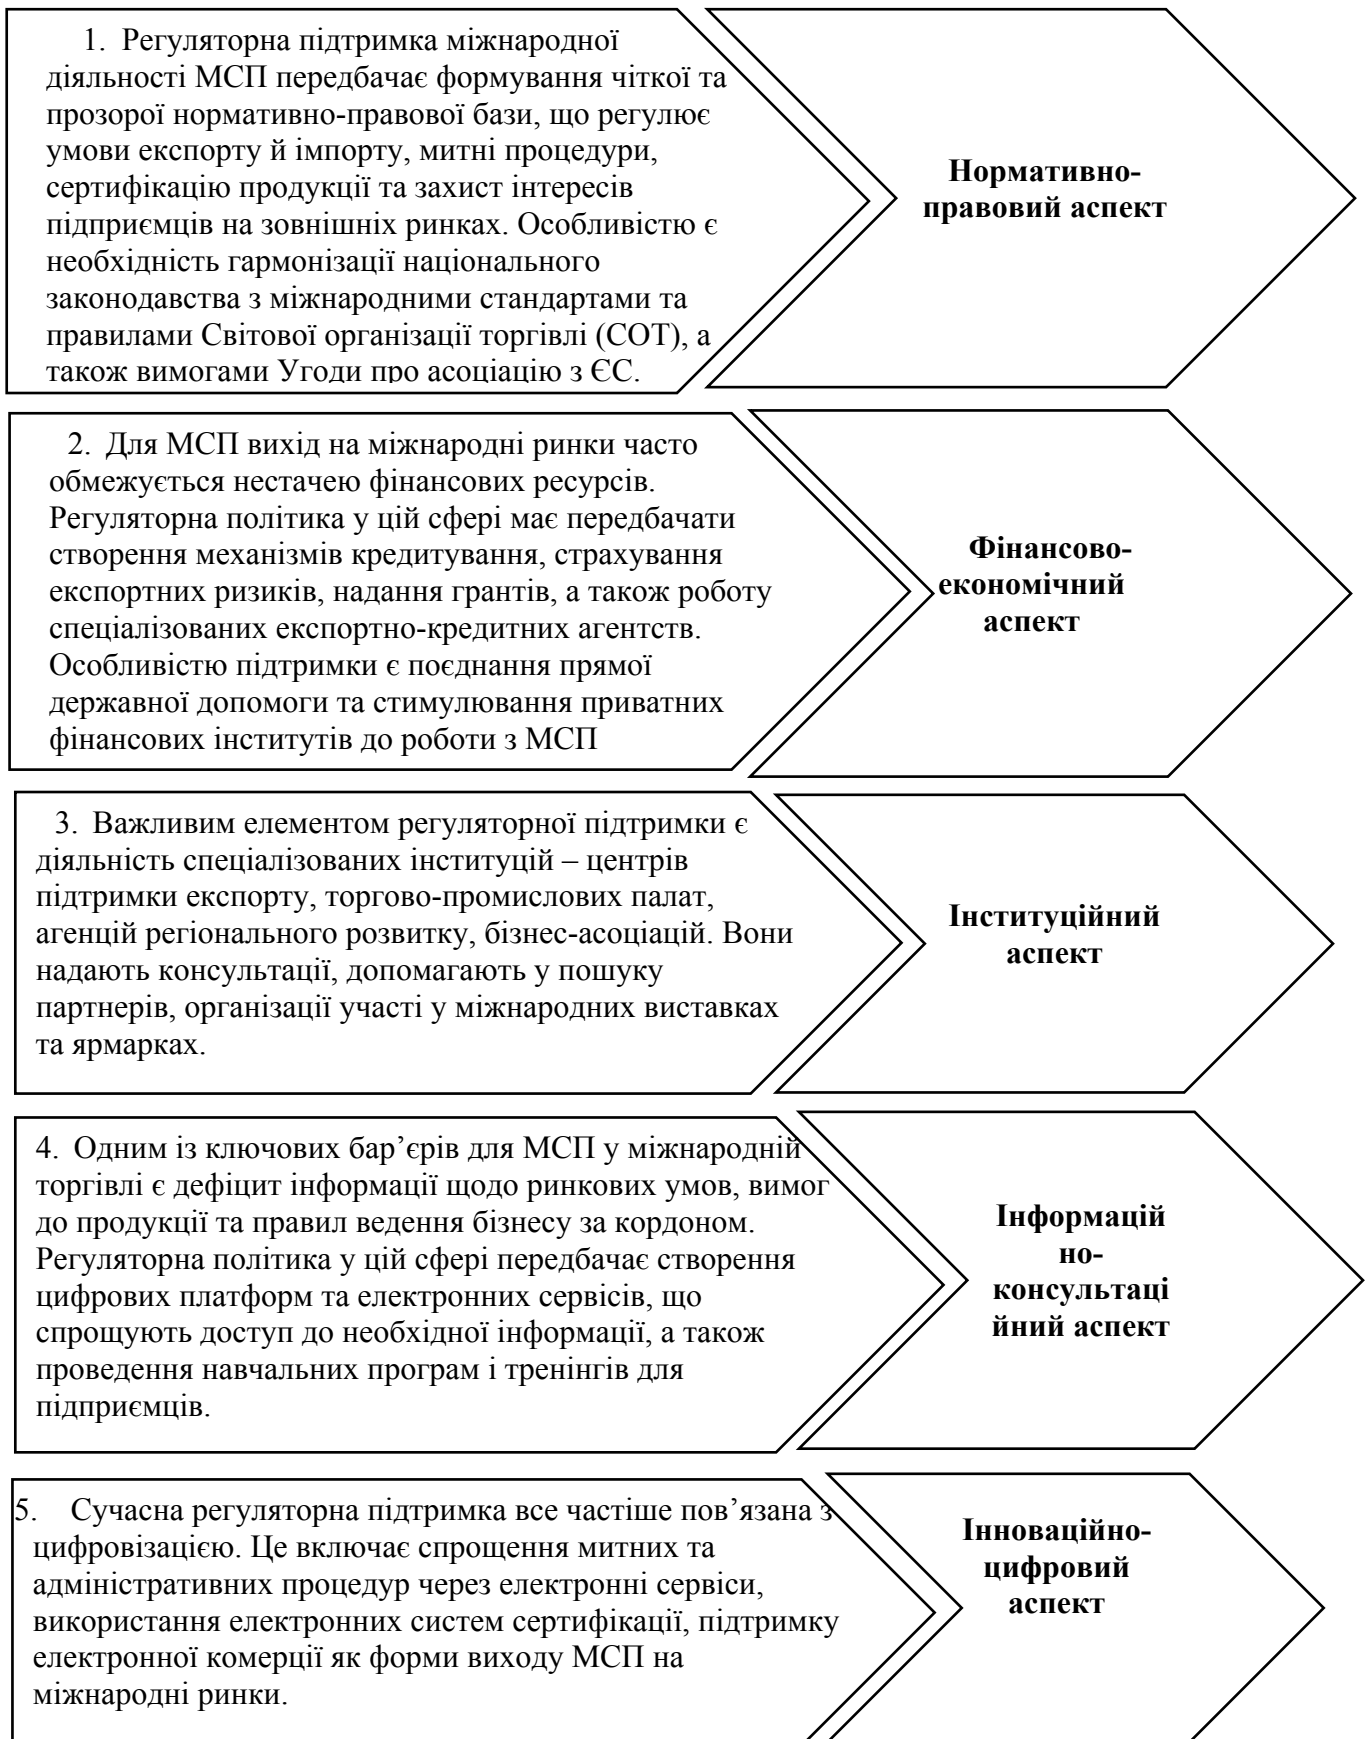 1. Регуляторна підтримка міжнародної
діяльності МСП передбачає формування чіткої та
прозорої нормативно-правової бази, що регулює
умови експорту й імпорту, митні процедури,
сертифікацію продукції та захист інтересів
підприємців на зовнішніх ринках. Особливістю є
необхідність гармонізації національного
законодавства з міжнародними стандартами та
правилами Світової організації торгівлі (СОТ), а
також вимогами Угоди про асоціацію з ЄС.
Нормативно-
правовий аспект
2. Для МСП вихід на міжнародні ринки часто
обмежується нестачею фінансових ресурсів.
Регуляторна політика у цій сфері має передбачати
створення механізмів кредитування, страхування
експортних ризиків, надання грантів, а також роботу
спеціалізованих експортно-кредитних агентств.
Особливістю підтримки є поєднання прямої
державної допомоги та стимулювання приватних
фінансових інститутів до роботи з МСП
Фінансово-
економічний
аспект
3. Важливим елементом регуляторної підтримки є
діяльність спеціалізованих інституцій – центрів
підтримки експорту, торгово-промислових палат,
агенцій регіонального розвитку, бізнес-асоціацій. Вони
надають консультації, допомагають у пошуку
партнерів, організації участі у міжнародних виставках
та ярмарках.
Інституційний
аспект
4. Одним із ключових бар’єрів для МСП у міжнародній
торгівлі є дефіцит інформації щодо ринкових умов, вимог
до продукції та правил ведення бізнесу за кордоном.
Регуляторна політика у цій сфері передбачає створення
цифрових платформ та електронних сервісів, що
спрощують доступ до необхідної інформації, а також
проведення навчальних програм і тренінгів для
підприємців.
Інформацій
но-
консультаці
йний аспект
5. Сучасна регуляторна підтримка все частіше пов’язана з
цифровізацією. Це включає спрощення митних та
адміністративних процедур через електронні сервіси,
використання електронних систем сертифікації, підтримку
електронної комерції як форми виходу МСП на
міжнародні ринки.
Інноваційно-
цифровий
аспект